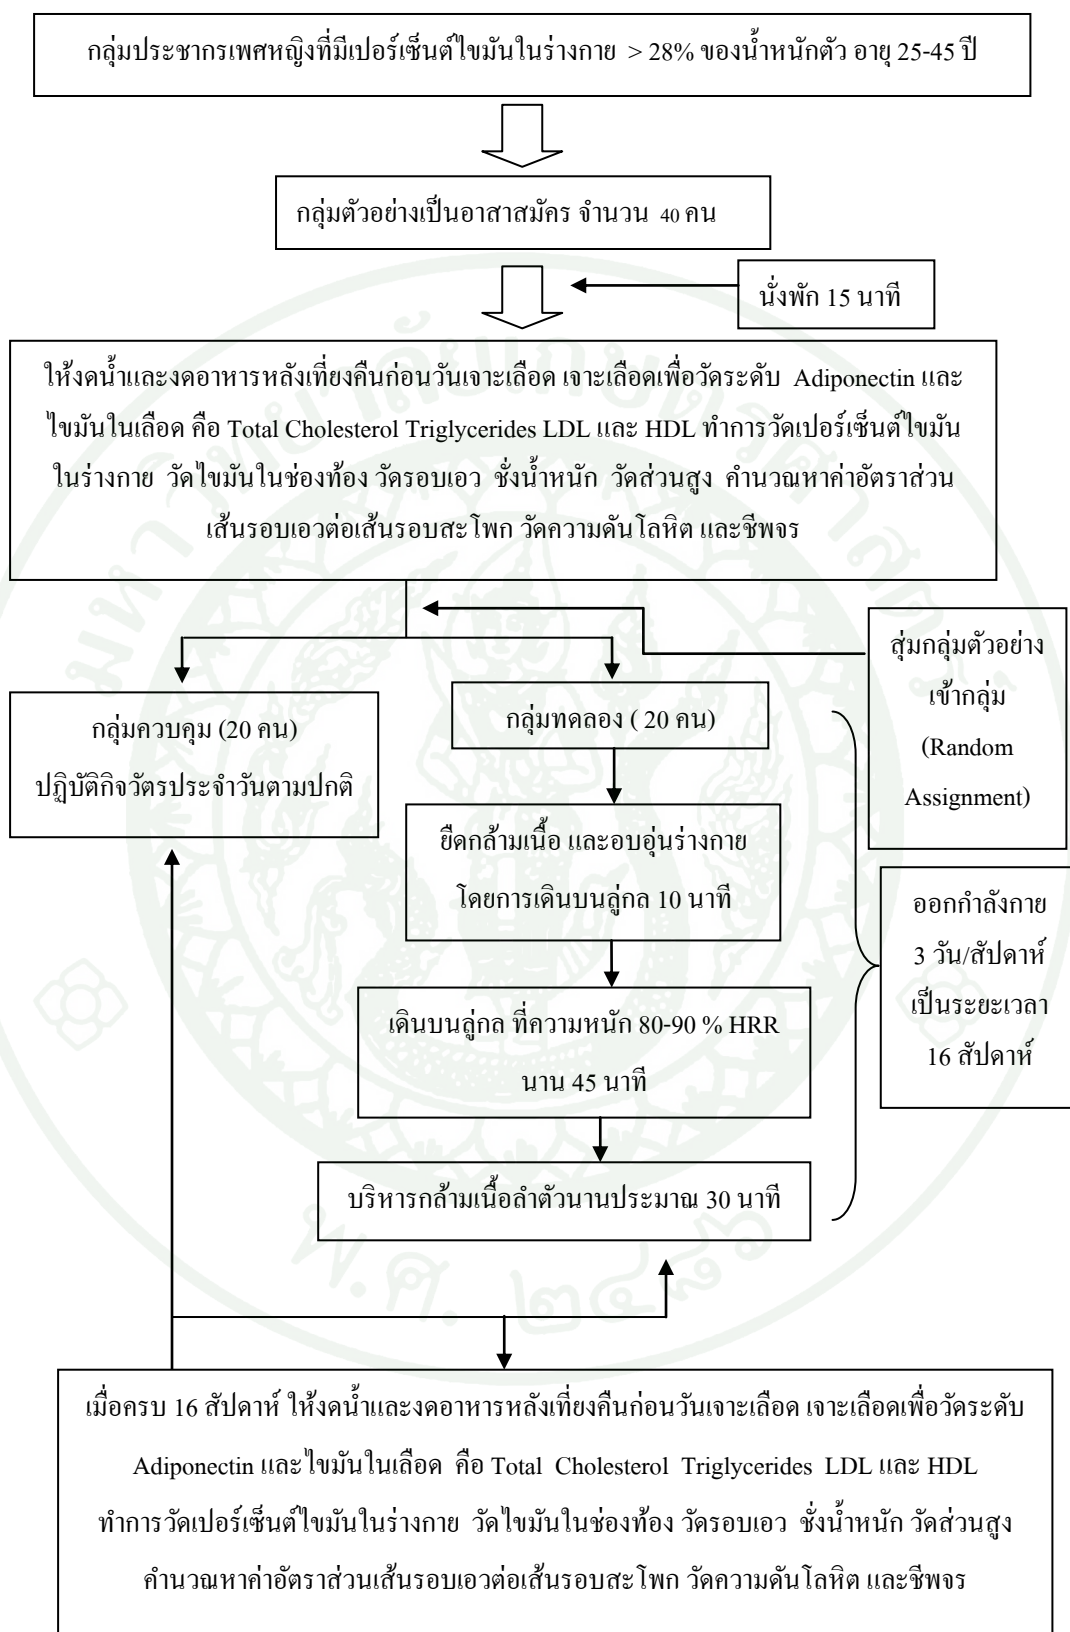 กลุ่มประชากรเพศหญิงที่มีเปอร์เซ็นต์ไขมันในร่างกาย > 28% ของน้ำหนักตัว อายุ 25-45 ปี
กลุ่มตัวอย่างเป็นอาสาสมัคร จำนวน 40 คน
นั่งพัก 15 นาที
ให้งดน้ำและงดอาหารหลังเที่ยงคืนก่อนวันเจาะเลือด เจาะเลือดเพื่อวัดระดับ Adiponectin และ
ไขมันในเลือด คือ Total Cholesterol Triglycerides LDL และ HDL ทำการวัดเปอร์เซ็นต์ไขมัน
ในร่างกาย วัดไขมันในช่องท้อง วัดรอบเอว ชั่งน้ำหนัก วัดส่วนสูง คำนวณหาค่าอัตราส่วน
เส้นรอบเอวต่อเส้นรอบสะโพก วัดความดันโลหิต และชีพจร
สุ่มกลุ่มตัวอย่าง
เข้ากลุ่ม
(Random
Assignment)
กลุ่มควบคุม (20 คน)
ปฏิบัติกิจวัตรประจำวันตามปกติ
กลุ่มทดลอง ( 20 คน)
ยืดกล้ามเนื้อ และอบอุ่นร่างกาย
โดยการเดินบนลู่กล 10 นาที
เดินบนลู่กล ที่ความหนัก 80-90 % HRR
นาน 45 นาที
บริหารกล้ามเนื้อลำตัวนานประมาณ 30 นาที
ออกกำลังกาย
3 วัน/สัปดาห์
เป็นระยะเวลา
16 สัปดาห์
เมื่อครบ 16 สัปดาห์ ให้งดน้ำและงดอาหารหลังเที่ยงคืนก่อนวันเจาะเลือด เจาะเลือดเพื่อวัดระดับ
Adiponectin และไขมันในเลือด คือ Total Cholesterol Triglycerides LDL และ HDL
ทำการวัดเปอร์เซ็นต์ไขมันในร่างกาย วัดไขมันในช่องท้อง วัดรอบเอว ชั่งน้ำหนัก วัดส่วนสูง
คำนวณหาค่าอัตราส่วนเส้นรอบเอวต่อเส้นรอบสะโพก วัดความดันโลหิต และชีพจร
มหาวิทยาลัยเกษตรศาสตร์
พ.ศ. ๒๔๘๖